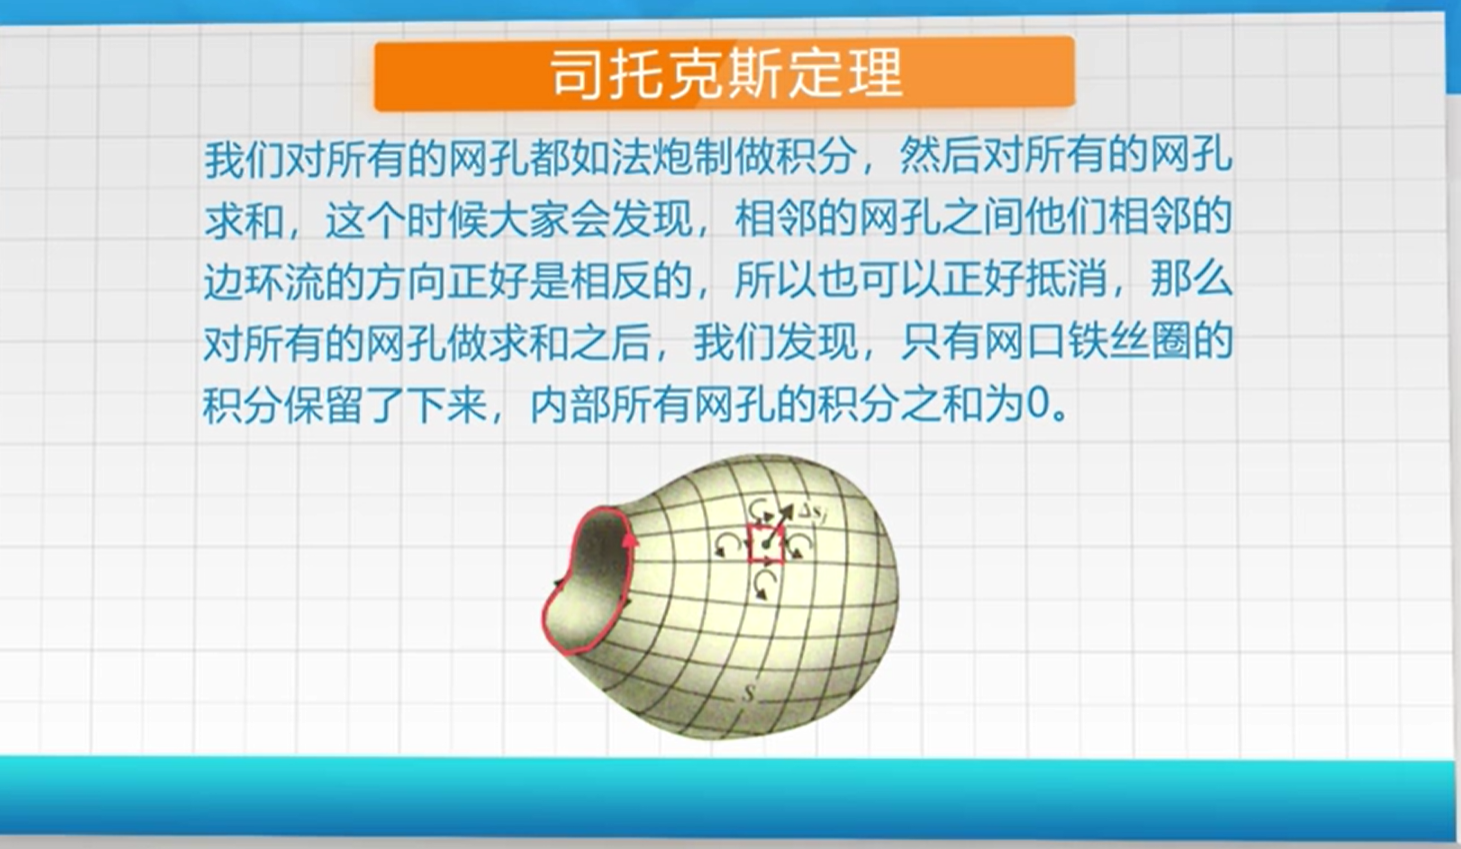 司托克斯定理
我们对所有的网孔都如法炮制做积分，然后对所有的网孔
求和，这个时候大家会发现，相邻的网孔之间他们相邻的
边环流的方向正好是相反的，所以也可以正好抵消，那么
对所有的网孔做求和之后，我们发现，只有网口铁丝圈的
积分保留了下来，内部所有网孔的积分之和为0。
Δsj
S